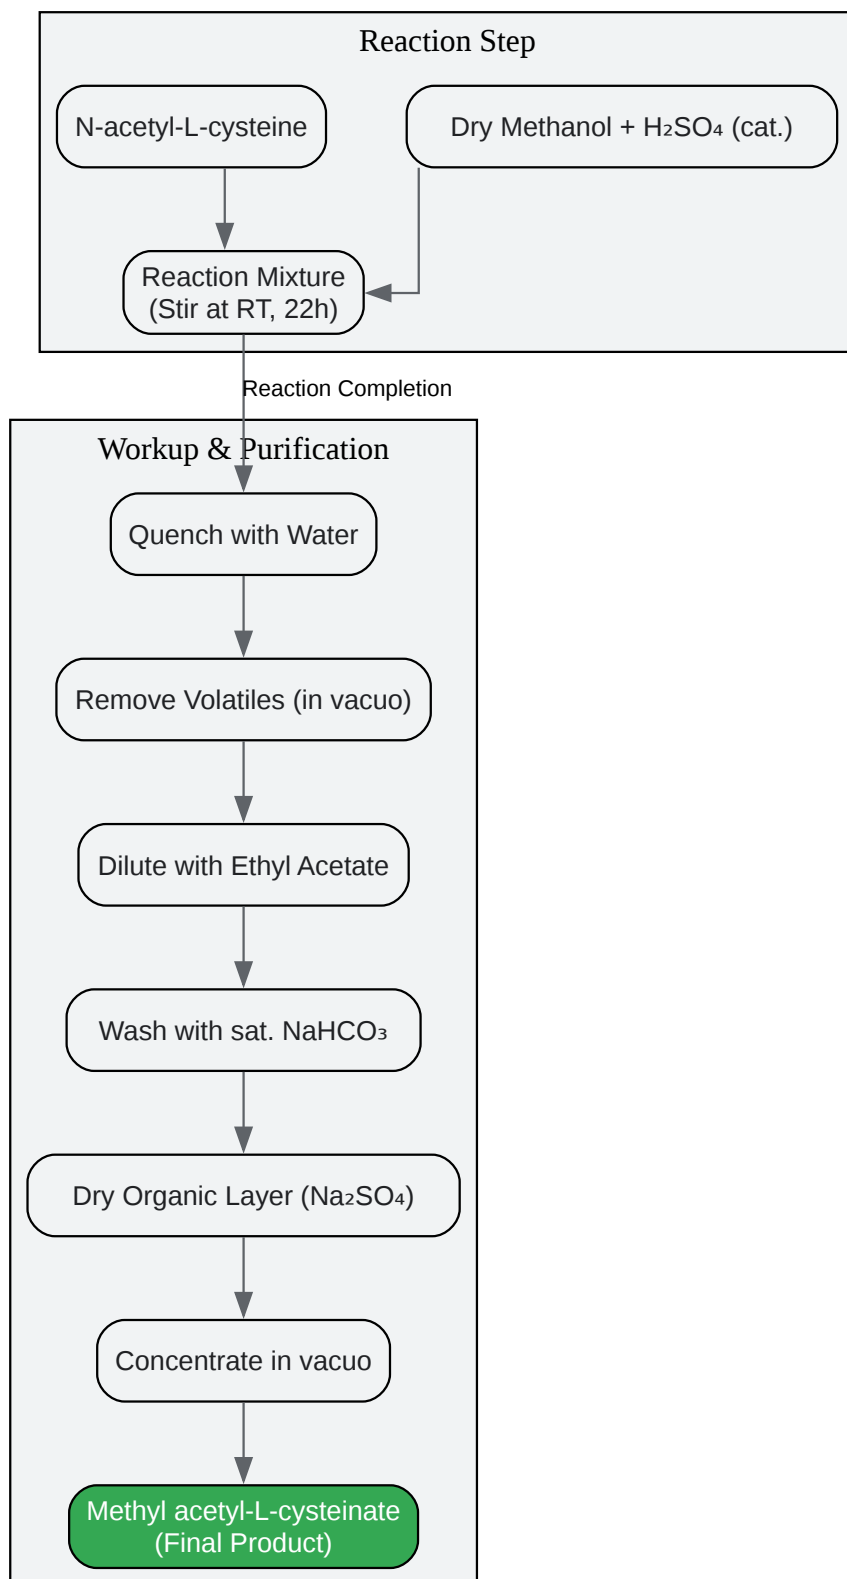 Reaction Step
N-acetyl-L-cysteine
Dry Methanol + H₂SO₄ (cat.)
Reaction Mixture
(Stir at RT, 22h)
Reaction Completion
Workup & Purification
Quench with Water
Remove Volatiles (in vacuo)
Dilute with Ethyl Acetate
Wash with sat. NaHCO₃
Dry Organic Layer (Na₂SO₄)
Concentrate in vacuo
Methyl acetyl-L-cysteinate
(Final Product)